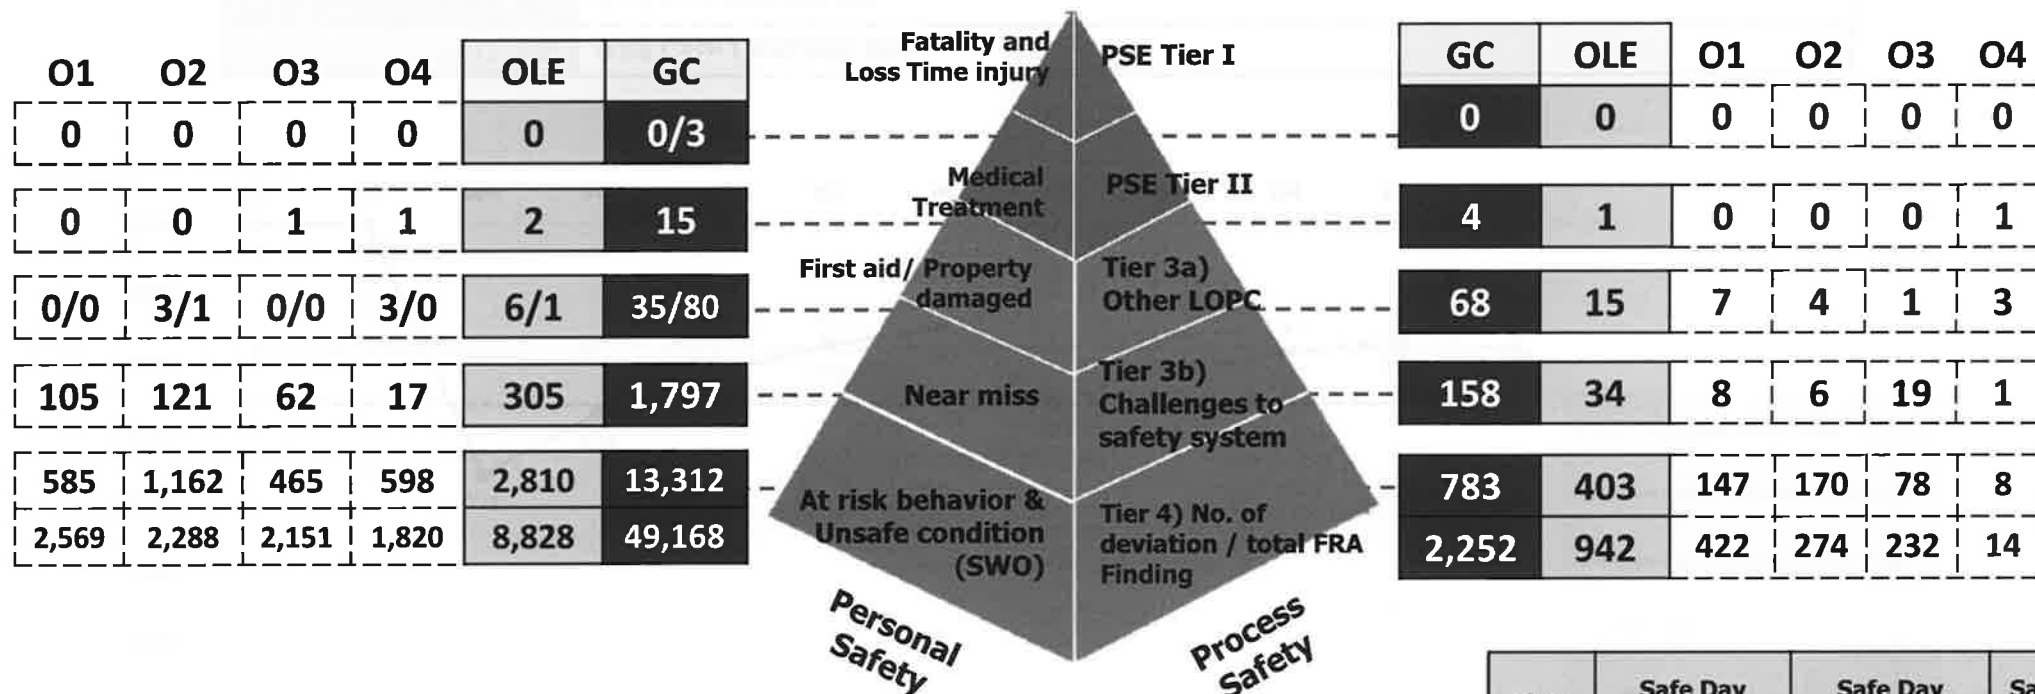 O1 O2 O3 O4 OLE GC
0 0 0 0 0 0/3
0 0 1 1 2 15
0/0 3/1 0/0 3/0 6/1 35/80
105 121 62 17 305 1,797
585 1,162 465 598 2,810 13,312
2,569 2,288 2,151 1,820 8,828 49,168
Fatality and
Loss Time injury
Medical
Treatment
First aid/ Property
damaged
Near miss
At risk behavior &
Unsafe condition
(SWO)
Personal
Safety
PSE Tier I
PSE Tier II
Tier 3a)
Other LOPC
Tier 3b)
Challenges to
safety system
Tier 4) No. of
deviation / total FRA
Finding
Process
Safety
GC OLE O1 O2 O3 O4
0 0 0 0 0 0
4 1 0 0 0 1
68 15 7 4 1 3
158 34 8 6 19 1
783 403 147 170 78 8
2,252 942 422 274 232 14
Safe Day Safe Day